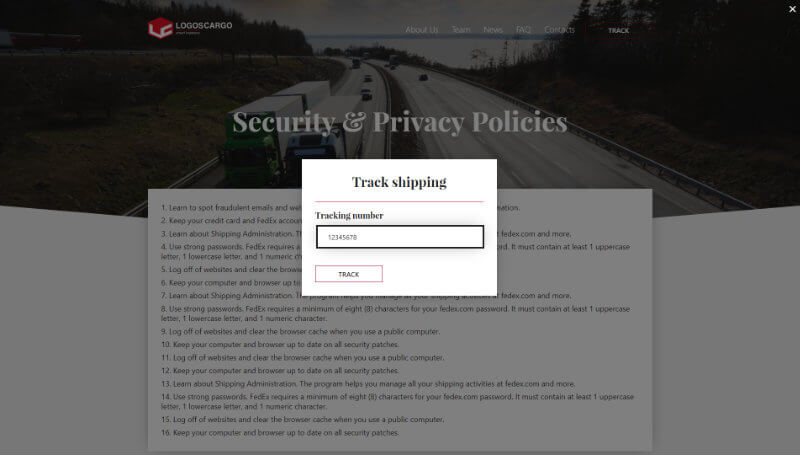 LOGOSCARGO
smart logistics
About Us Team News FAQ Contacts TRACK
Security & Privacy Policies
Track shipping
Tracking number
12345678
TRACK
1. Learn to spot fraudulent emails and web
mation.
2. Keep your credit card and FedEx accoun
3. Learn about Shipping Administration. Th
at fedex.com and more.
4. Use strong passwords. FedEx requires a
word. It must contain at least 1 uppercase
letter, 1 lowercase letter, and 1 numeric char
5. Log off of websites and clear the browser
6. Keep your computer and browser up to
7. Learn about Shipping Administration. The program helps you manage all your shipping activities at fedex.com and more.
8. Use strong passwords. FedEx requires a minimum of eight (8) characters for your fedex.com password. It must contain at least 1 uppercase
letter, 1 lowercase letter, and 1 numeric character.
9. Log off of websites and clear the browser cache when you use a public computer.
10. Keep your computer and browser up to date on all security patches.
11. Log off of websites and clear the browser cache when you use a public computer.
12. Keep your computer and browser up to date on all security patches.
13. Learn about Shipping Administration. The program helps you manage all your shipping activities at fedex.com and more.
14. Use strong passwords. FedEx requires a minimum of eight (8) characters for your fedex.com password. It must contain at least 1 uppercase
letter, 1 lowercase letter, and 1 numeric character.
15. Log off of websites and clear the browser cache when you use a public computer.
16. Keep your computer and browser up to date on all security patches.